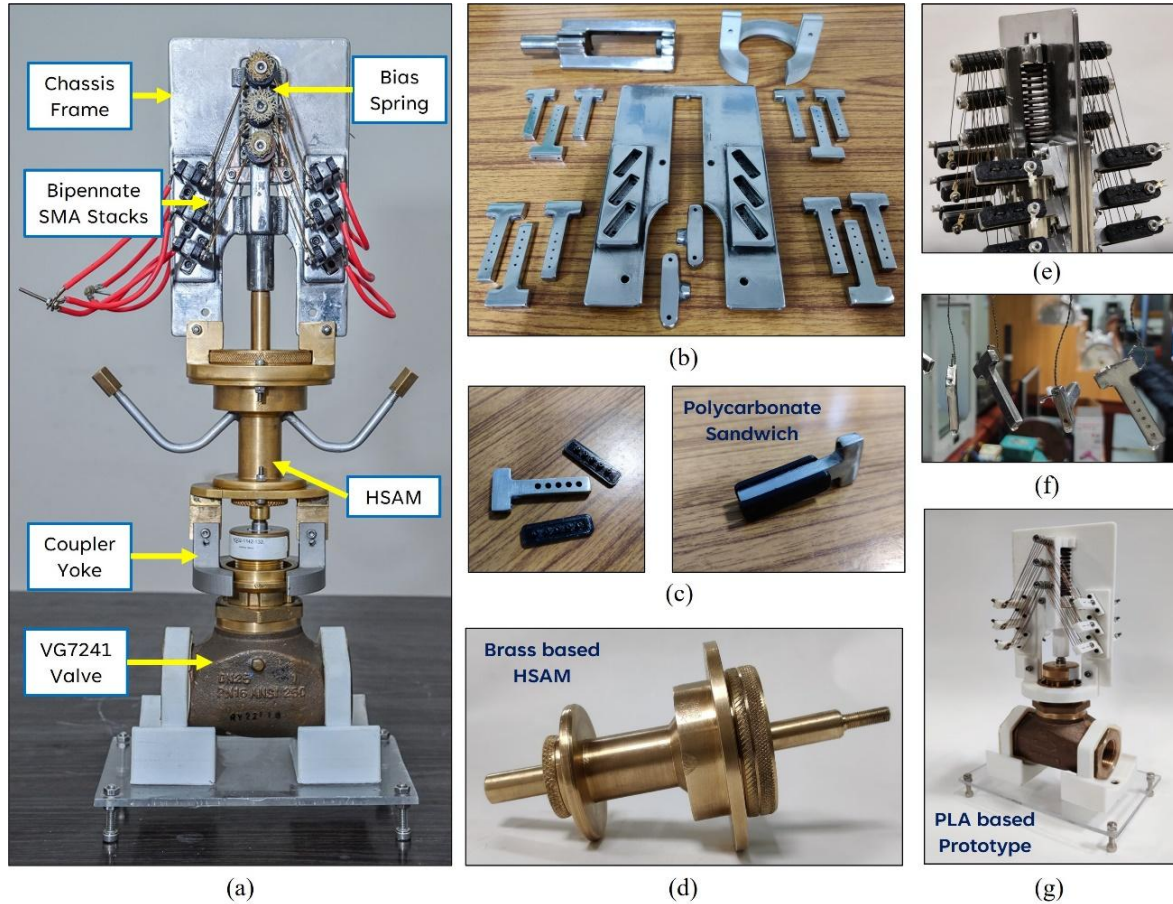 Chassis
Frame
Bias
Spring
Bipennate
SMA Stacks
HSAM
Coupler
Yoke
VG7241
Valve
DN25
PN16 ANSI 250
(a)
(b)
Polycarbonate
Sandwich
(c)
Brass based
HSAM
(d)
(e)
(f)
PLA based
Prototype
(g)